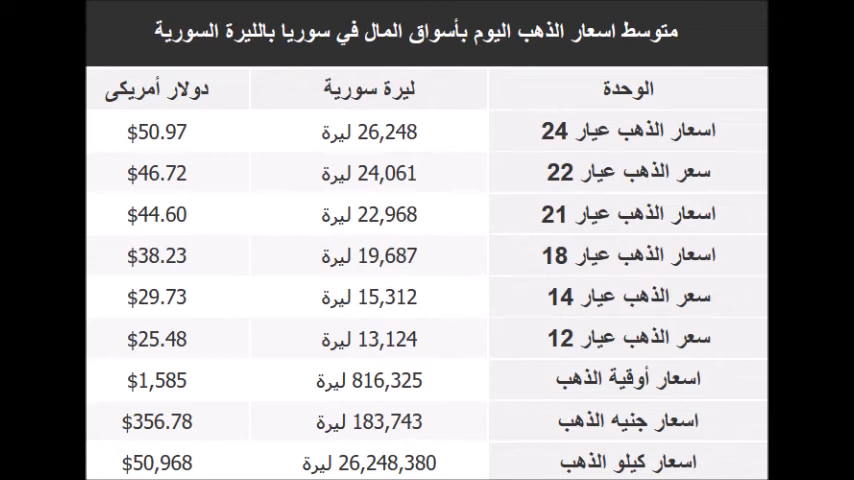 متوسط اسعار الذهب اليوم بأسواق المال في سوريا بالليرة السورية
الوحدة ليرة سورية دولار أمريكى
اسعار الذهب عيار 24 26,248 ليرة $50.97
سعر الذهب عيار 22 24,061 ليرة $46.72
اسعار الذهب عيار 21 22,968 ليرة $44.60
اسعار الذهب عيار 18 19,687 ليرة $38.23
سعر الذهب عيار 14 15,312 ليرة $29.73
سعر الذهب عيار 12 13,124 ليرة $25.48
اسعار أوقية الذهب 816,325 ليرة $1,585
اسعار جنيه الذهب 183,743 ليرة $356.78
اسعار كيلو الذهب 26,248,380 ليرة $50,968